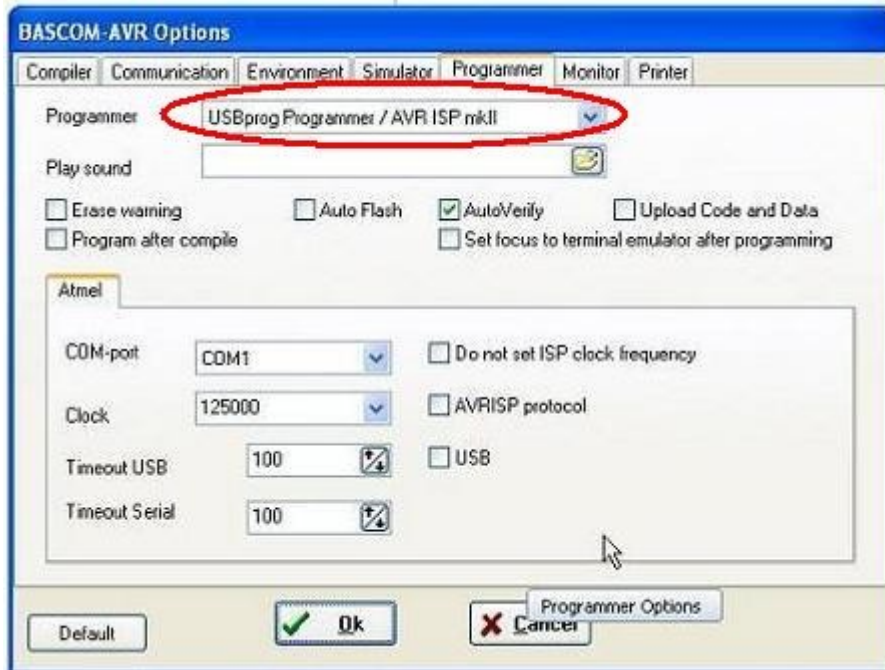 BASCOM-AVR Options
Compiler Communication Environment Simulator Programmer Monitor Printer
Programmer USBprog Programmer / AVR ISP mkII
Play sound
Erase warning Auto Flash AutoVerify Upload Code and Data
Program after compile Set focus to terminal emulator after programming
Atmel
COM-port COM1 Do not set ISP clock frequency
Clock 125000 AVRISP protocol
Timeout USB 100 USB
Timeout Serial 100
Programmer Options
Default Ok Cancel